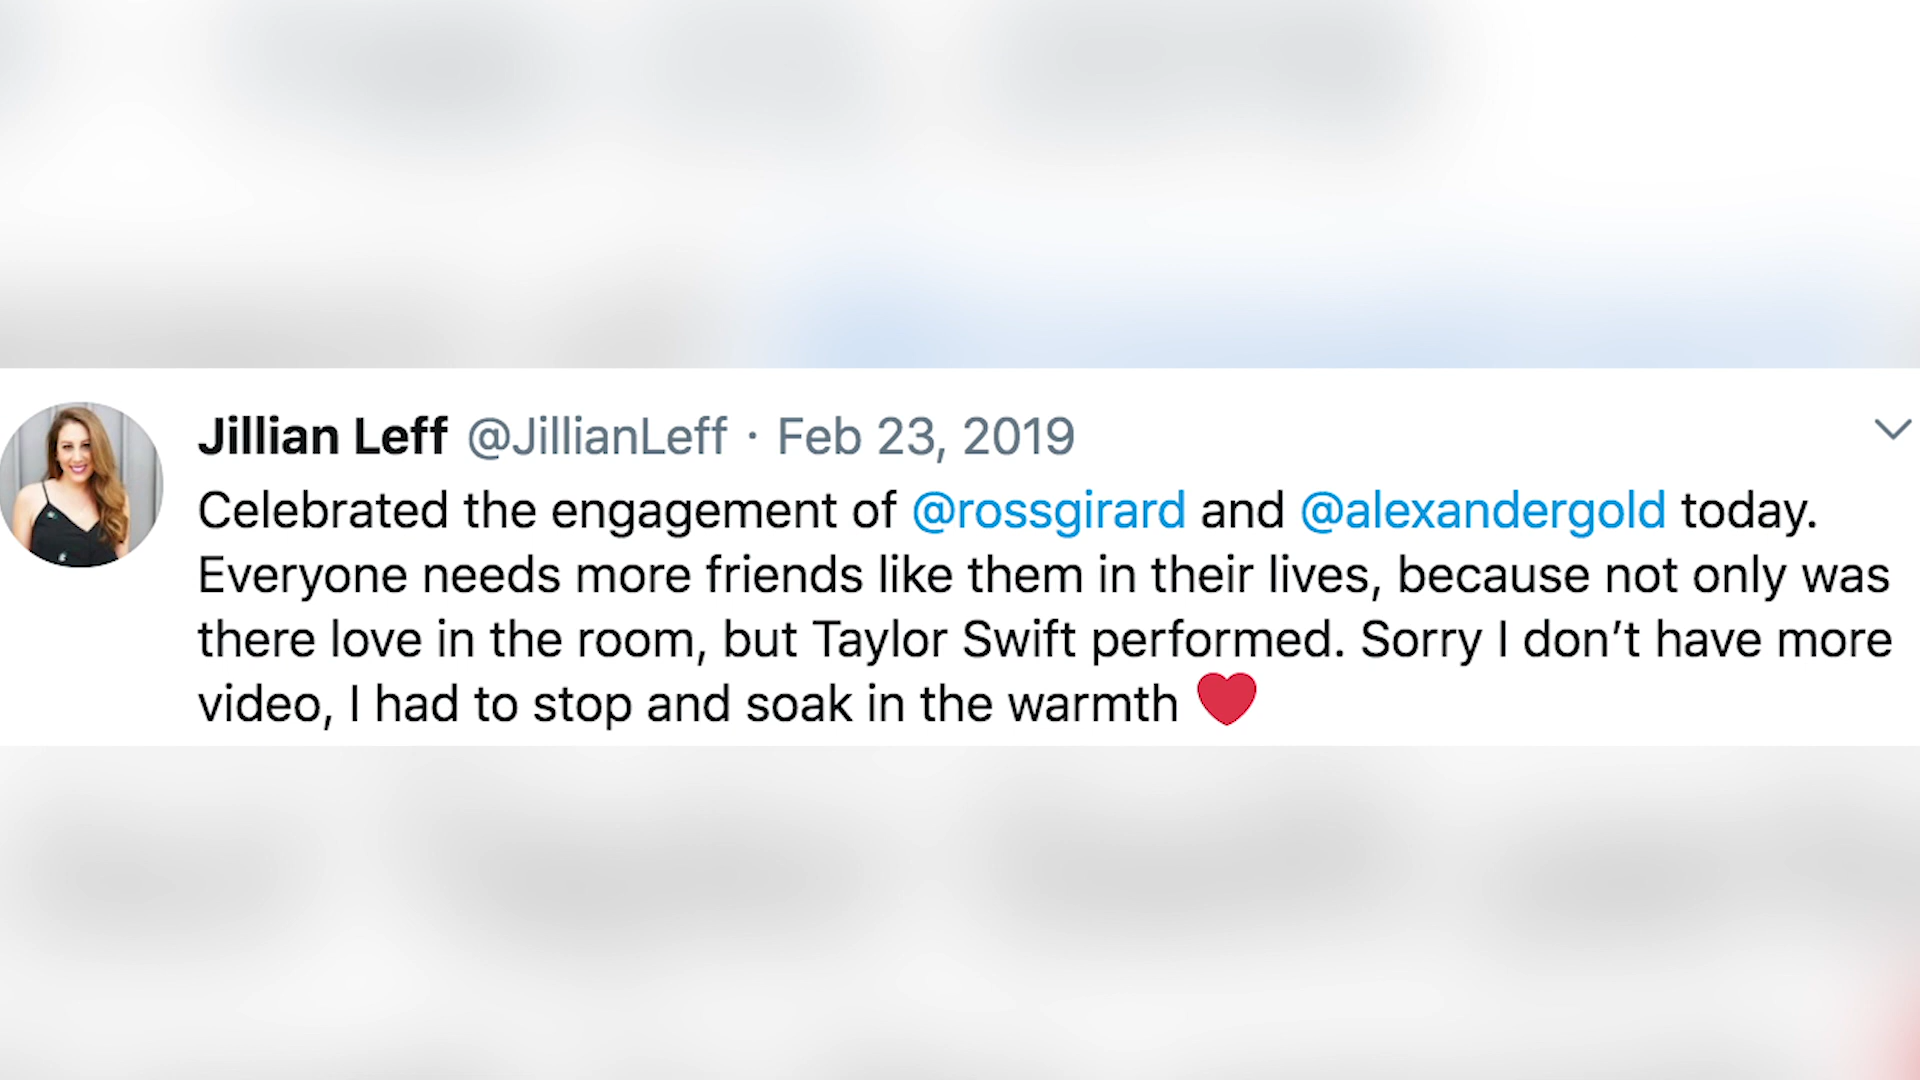 Jillian Leff @JillianLeff · Feb 23, 2019
Celebrated the engagement of @rossgirard and @alexandergold today.
Everyone needs more friends like them in their lives, because not only was
there love in the room, but Taylor Swift performed. Sorry I don’t have more
video, I had to stop and soak in the warmth ❤️